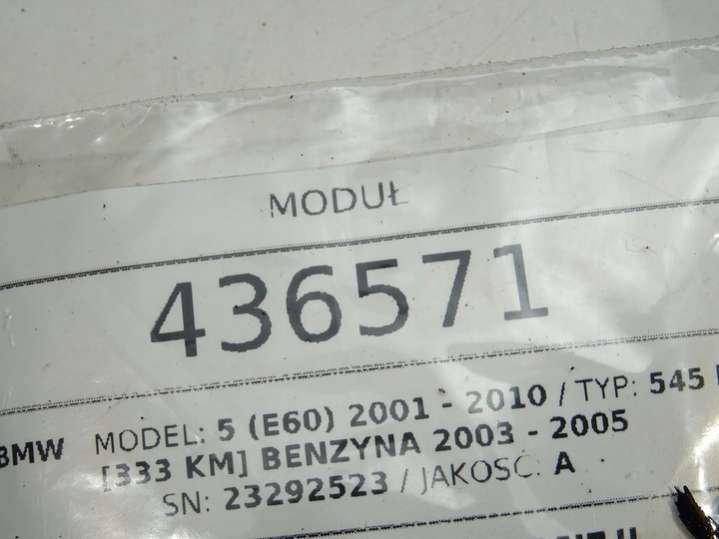 MODUŁ
436571
BMW MODEL: 5 (E60) 2001 - 2010 / TYP: 545
[333 KM] BENZYNA 2003 - 2005
SN: 23292523 / JAKOŚĆ: A